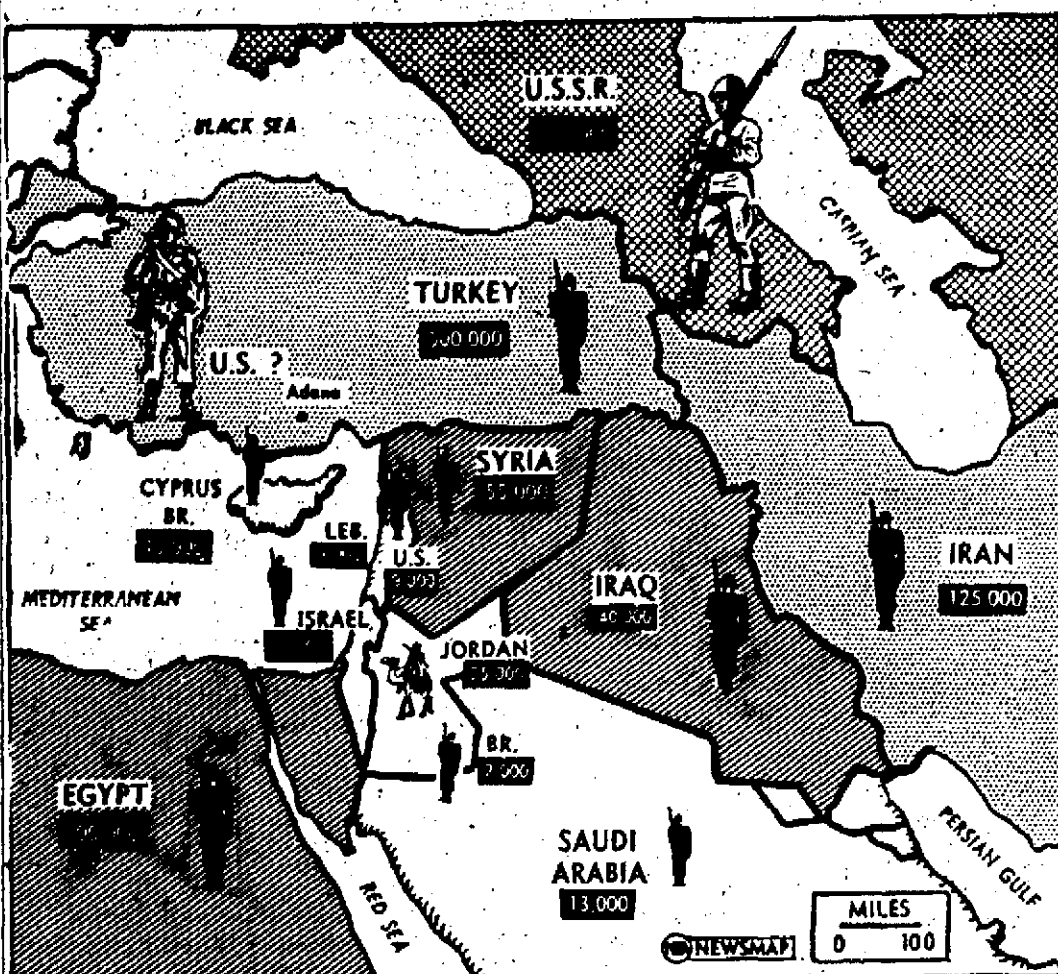 U.S.S.R.
BLACK SEA
CASPIAN SEA
TURKEY
U.S. ?
Adana
SYRIA
CYPRUS
BR.
LEB.
U.S.
IRAN
125 000
IRAQ
MEDITERRANEAN
SEA
ISRAEL
JORDAN
BR.
2 000
EGYPT
SAUDI
ARABIA
13,000
RED SEA
PERSIAN GULF
NEWSMAP
MILES
0 100